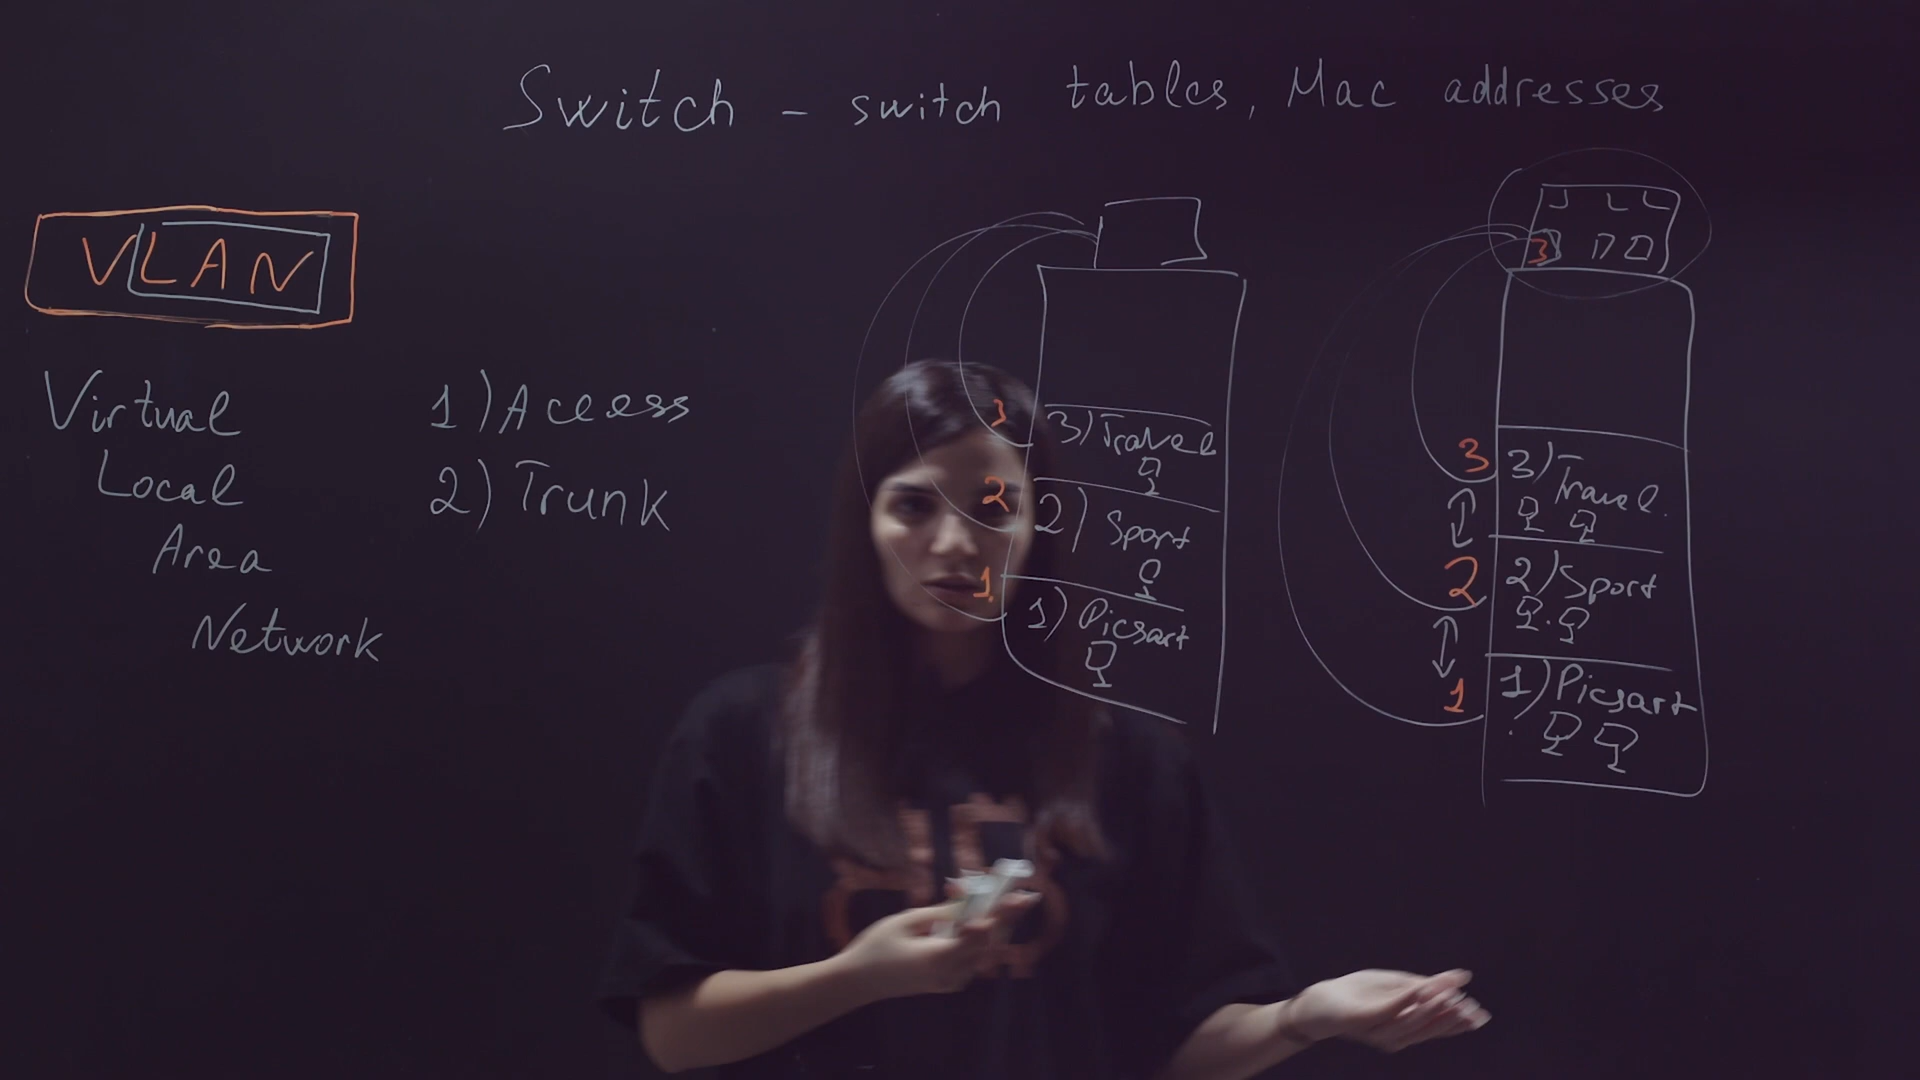 Switch - switch tables, Mac addresses
VLAN
Virtual
Local
Area
Network
1) Access
2) Trunk
3 3) Travel
2 2) Sport
1 1) Picsart
3
3 3) Travel.
2 2) Sport
1 1) Picsart